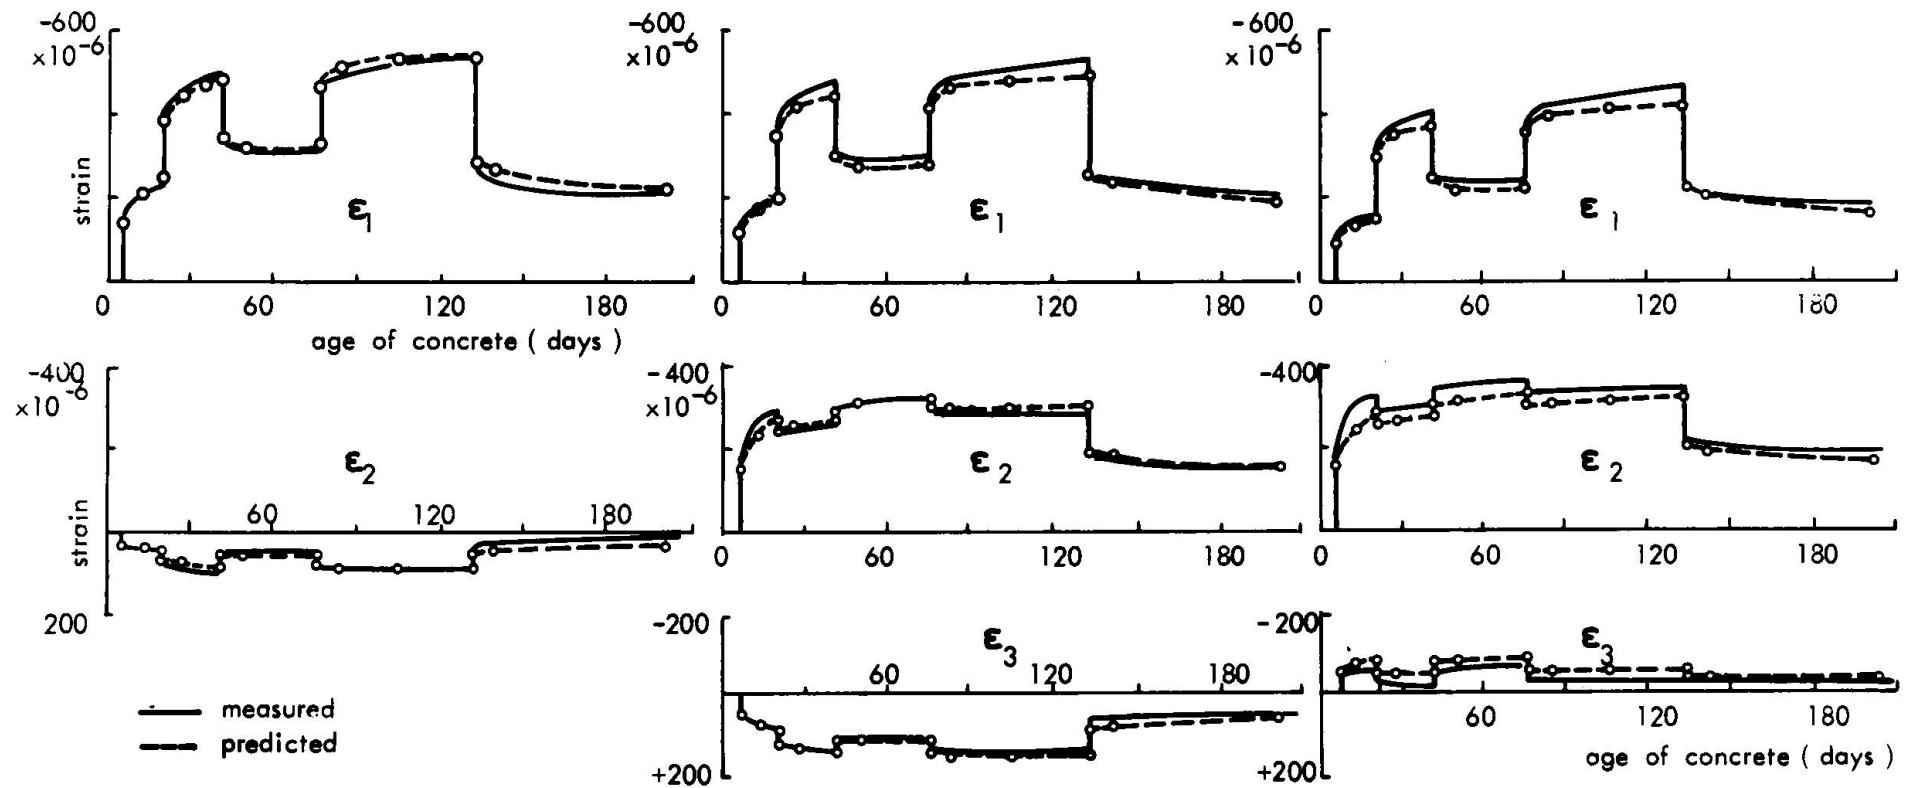 -600 -600 -600
×10-6 ×10-6 ×10-6
strain
ε1 ε1 ε1
0 60 120 180 0 60 120 180 0 60 120 180
age of concrete ( days )
-400 -400 -400
×10-6 ×10-6
strain
ε2 ε2 ε2
60 120 180
0 60 120 180 0 60 120 180
200
-200 -200
ε3 ε3
60 120 180
measured
60 120 180
predicted
age of concrete ( days )
+200 +200